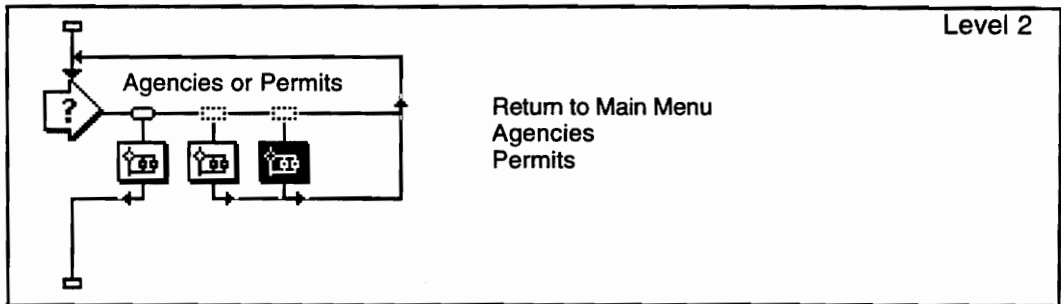 Level 2
Agencies or Permits
?
Return to Main Menu
Agencies
Permits